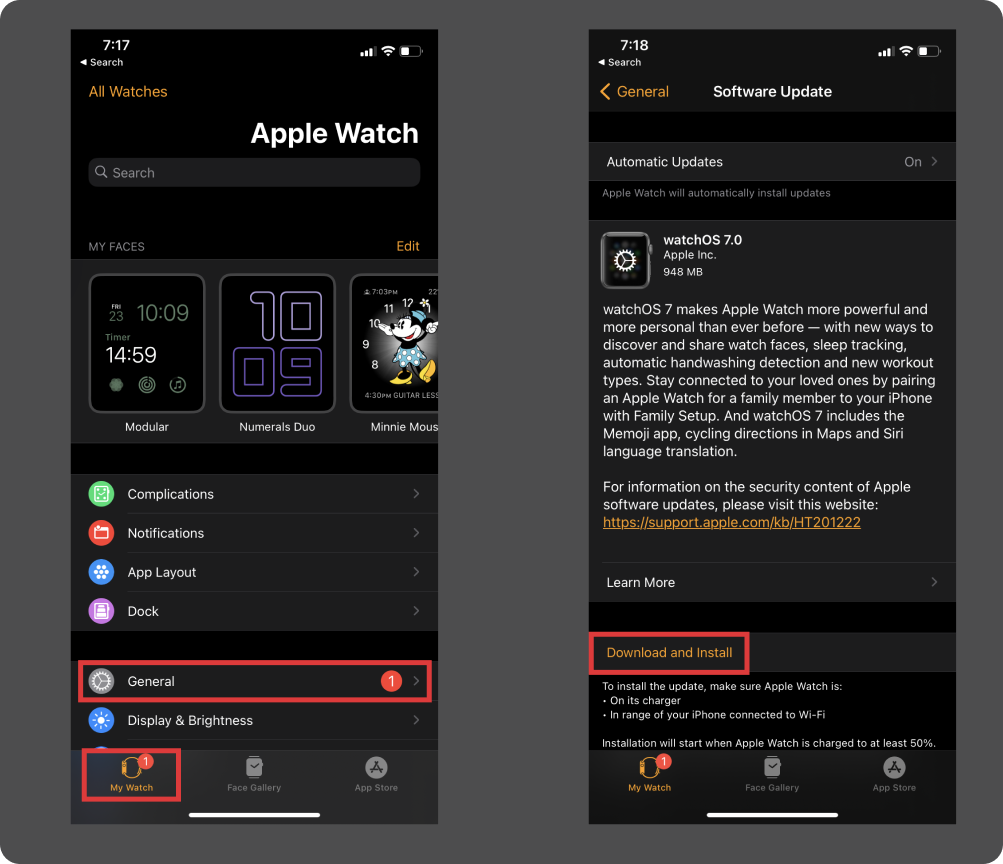 7:17
◀ Search
All Watches
Apple Watch
Search
MY FACES
Edit
FRI
23
10:09
Timer
14:59
10
09
7:03PM
22°
11 12
10
9
8
4:30PM GUITAR LESS
Modular
Numerals Duo
Minnie Mous
Complications
Notifications
App Layout
Dock
General
1
Display & Brightness
1
My Watch
Face Gallery
App Store
7:18
◀ Search
General
Software Update
Automatic Updates
On
Apple Watch will automatically install updates
watchOS 7.0
Apple Inc.
948 MB
watchOS 7 makes Apple Watch more powerful and
more personal than ever before — with new ways to
discover and share watch faces, sleep tracking,
automatic handwashing detection and new workout
types. Stay connected to your loved ones by pairing
an Apple Watch for a family member to your iPhone
with Family Setup. And watchOS 7 includes the
Memoji app, cycling directions in Maps and Siri
language translation.
For information on the security content of Apple
software updates, please visit this website:
https://support.apple.com/kb/HT201222
Learn More
Download and Install
To install the update, make sure Apple Watch is:
• On its charger
• In range of your iPhone connected to Wi-Fi
Installation will start when Apple Watch is charged to at least 50%.
1
My Watch
Face Gallery
App Store